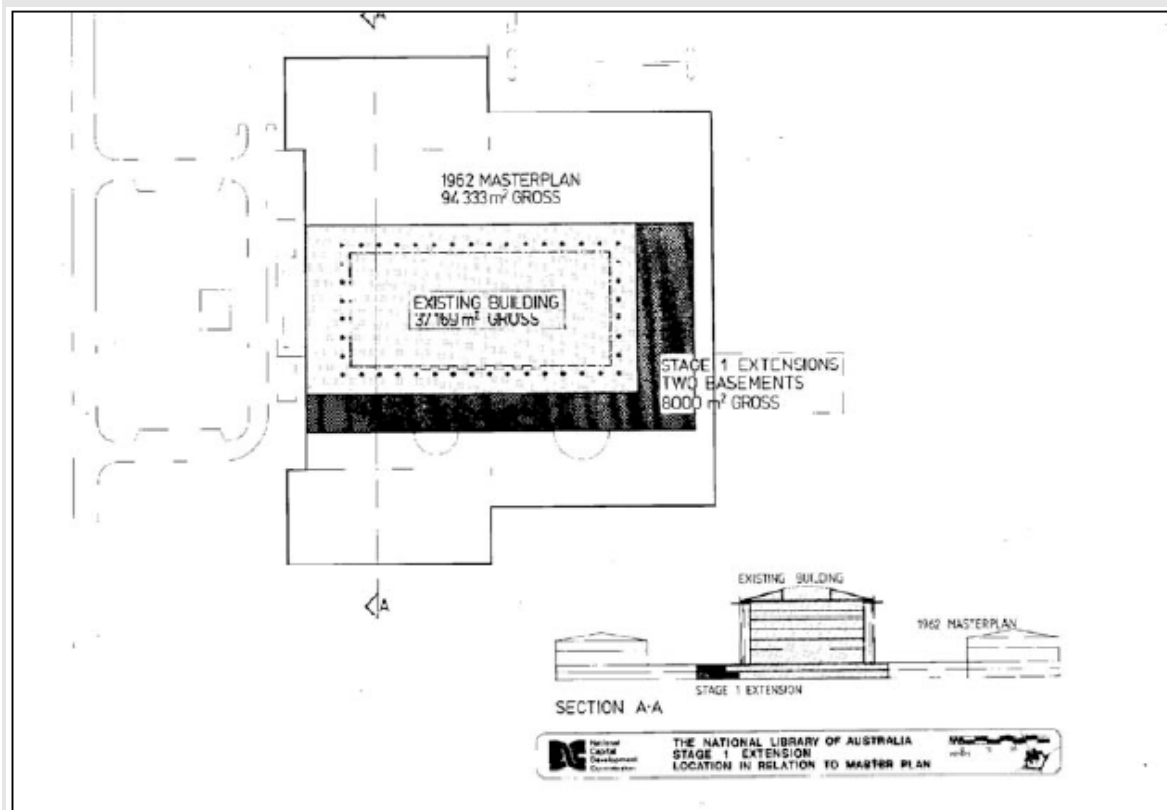 A
1962 MASTERPLAN
94 333 m² GROSS
EXISTING BUILDING
37 169 m² GROSS
STAGE 1 EXTENSIONS
TWO BASEMENTS
8000 m² GROSS
A
EXISTING BUILDING
1962 MASTERPLAN
STAGE 1 EXTENSION
SECTION A-A
National
Capital
Development
Commission
THE NATIONAL LIBRARY OF AUSTRALIA
STAGE 1 EXTENSION
LOCATION IN RELATION TO MASTER PLAN